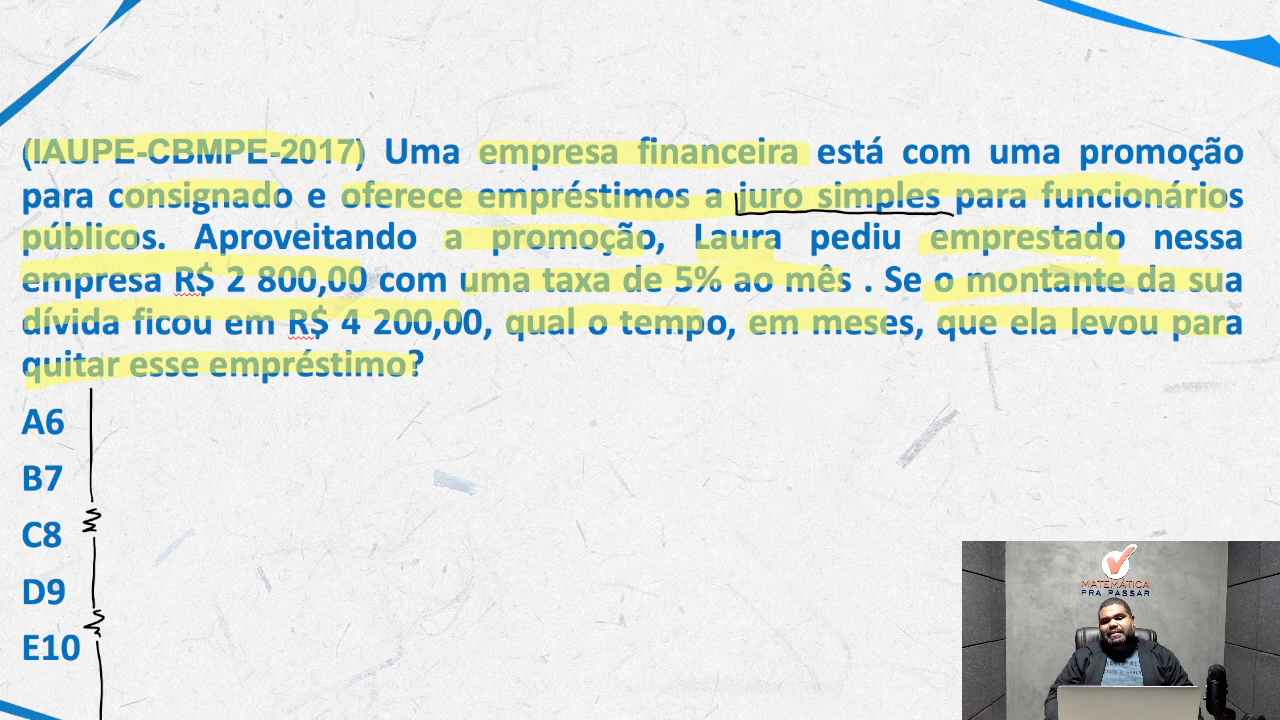 (IAUPE-CBMPE-2017) Uma empresa financeira está com uma promoção
para consignado e oferece empréstimos a juro simples para funcionários
públicos. Aproveitando a promoção, Laura pediu emprestado nessa
empresa R$ 2 800,00 com uma taxa de 5% ao mês . Se o montante da sua
dívida ficou em R$ 4 200,00, qual o tempo, em meses, que ela levou para
quitar esse empréstimo?
A6
B7
C8
D9
E10
MATEMÁTICA
PRA PASSAR